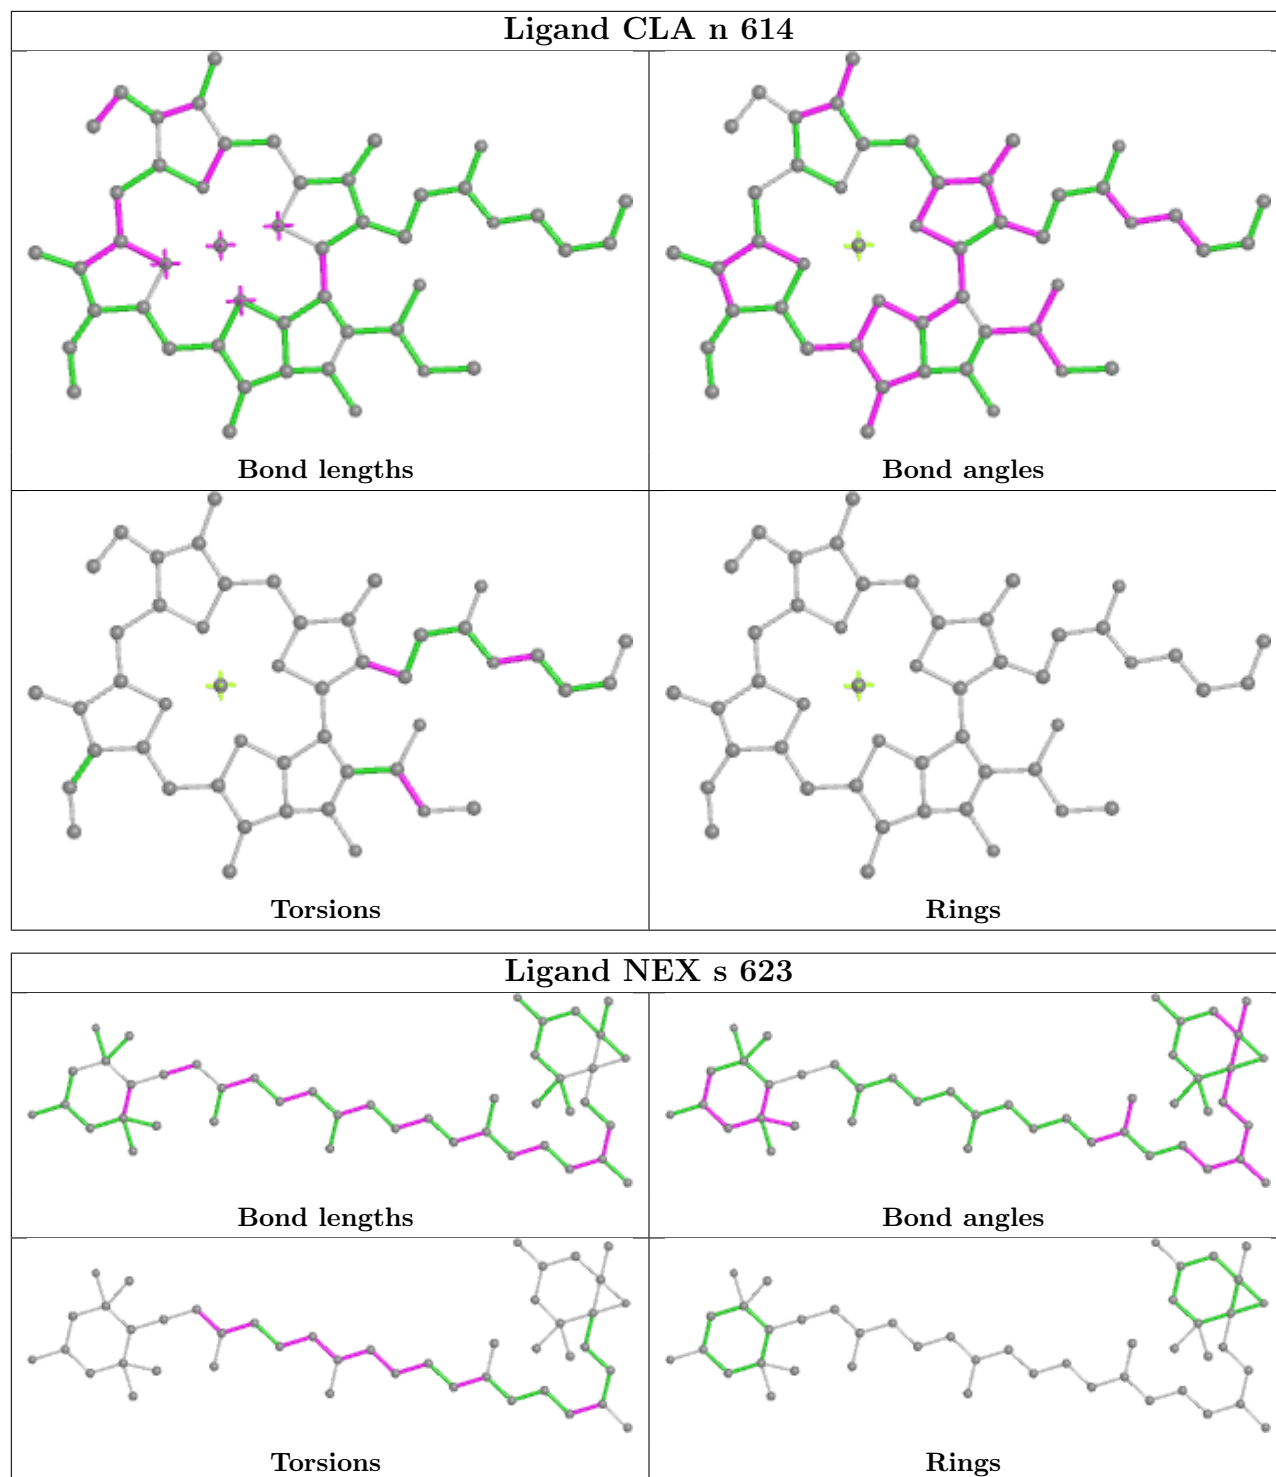 Ligand CLA n 614
Bond lengths
Bond angles
Torsions
Rings
Ligand NEX s 623
Bond lengths
Bond angles
Torsions
Rings